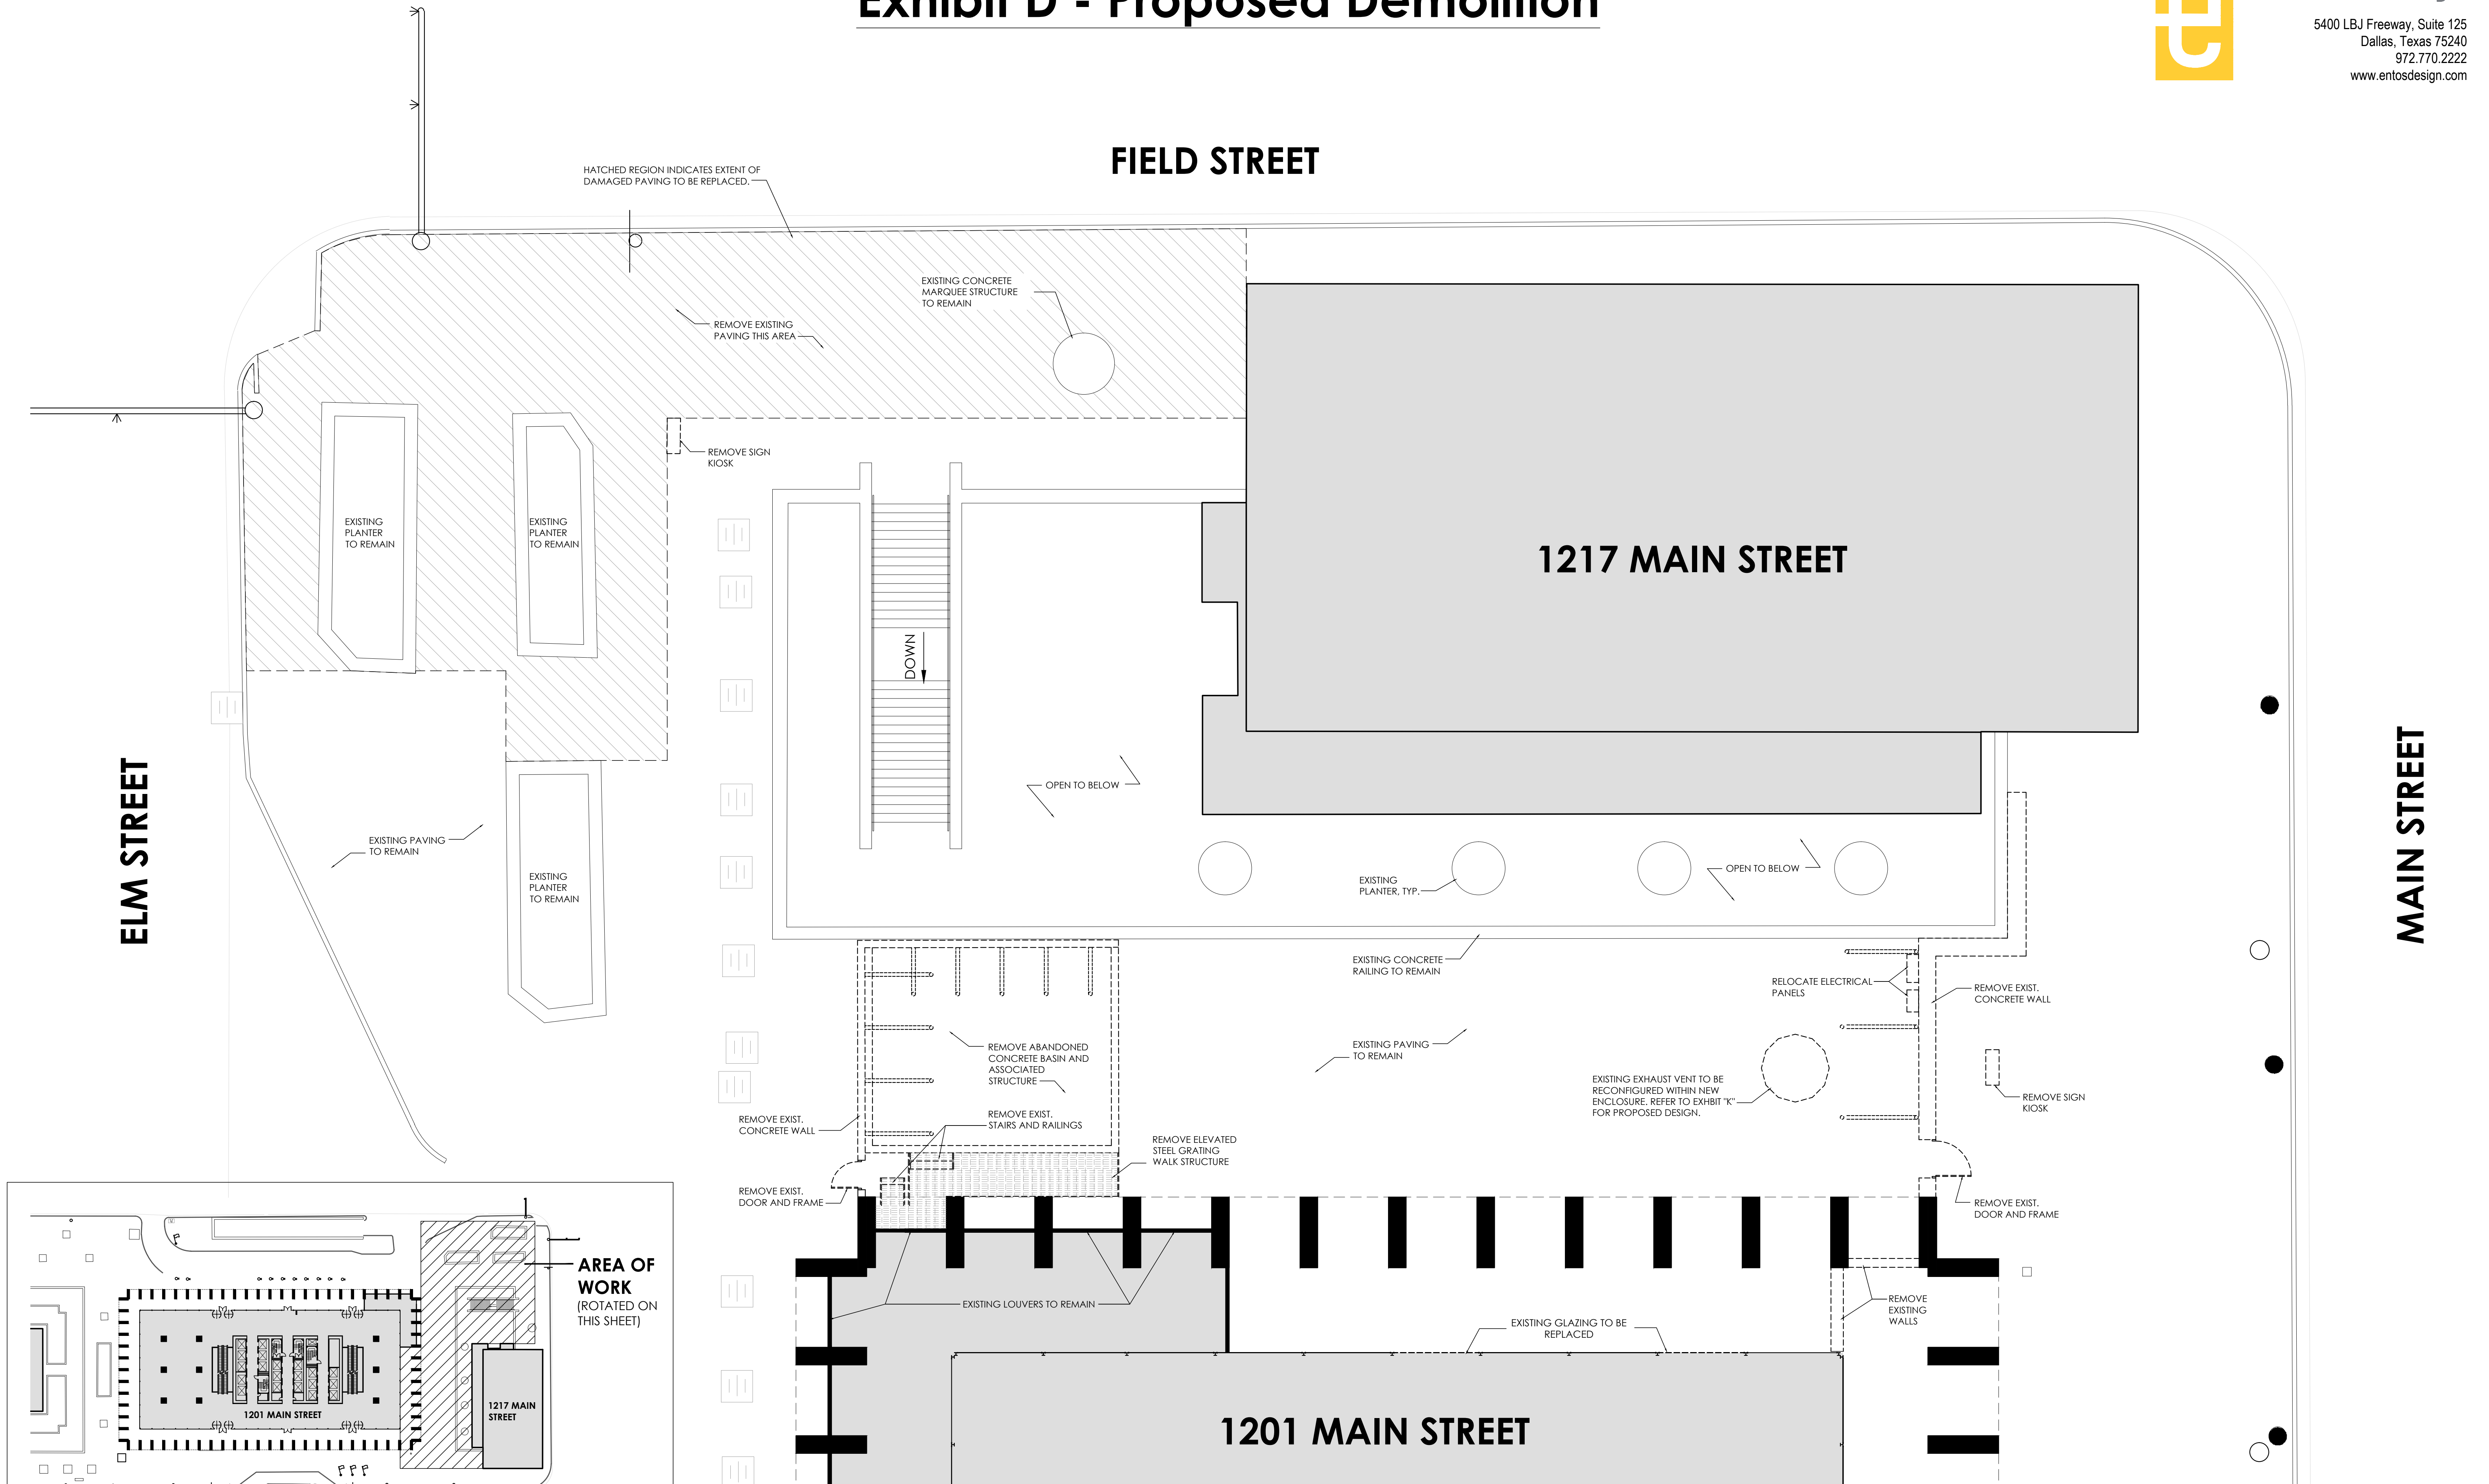 Exhibit D - Proposed Demolition
5400 LBJ Freeway, Suite 125
Dallas, Texas 75240
972.770.2222
www.entosdesign.com
FIELD STREET
HATCHED REGION INDICATES EXTENT OF
DAMAGED PAVING TO BE REPLACED.
EXISTING CONCRETE
MARQUEE STRUCTURE
TO REMAIN
REMOVE EXISTING
PAVING THIS AREA
REMOVE SIGN
KIOSK
EXISTING
PLANTER
TO REMAIN
EXISTING
PLANTER
TO REMAIN
1217 MAIN STREET
DOWN
ELM STREET
MAIN STREET
OPEN TO BELOW
EXISTING PAVING
TO REMAIN
EXISTING
PLANTER
TO REMAIN
EXISTING
PLANTER, TYP.
OPEN TO BELOW
EXISTING CONCRETE
RAILING TO REMAIN
RELOCATE ELECTRICAL
PANELS
REMOVE EXIST.
CONCRETE WALL
REMOVE ABANDONED
CONCRETE BASIN AND
ASSOCIATED
STRUCTURE
EXISTING PAVING
TO REMAIN
EXISTING EXHAUST VENT TO BE
RECONFIGURED WITHIN NEW
ENCLOSURE. REFER TO EXHBIT "K"
FOR PROPOSED DESIGN.
REMOVE SIGN
KIOSK
REMOVE EXIST.
CONCRETE WALL
REMOVE EXIST.
STAIRS AND RAILINGS
REMOVE ELEVATED
STEEL GRATING
WALK STRUCTURE
REMOVE EXIST.
DOOR AND FRAME
REMOVE EXIST.
DOOR AND FRAME
EXISTING LOUVERS TO REMAIN
REMOVE
EXISTING
WALLS
EXISTING GLAZING TO BE
REPLACED
1201 MAIN STREET
AREA OF
WORK
(ROTATED ON
THIS SHEET)
1201 MAIN STREET
1217 MAIN
STREET